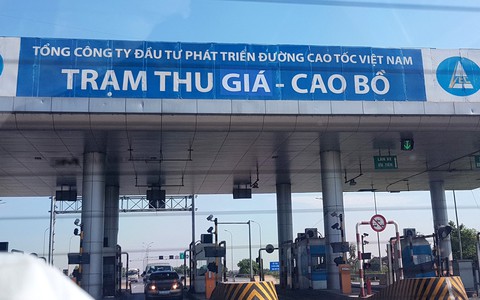 TỔNG CÔNG TY ĐẦU TƯ PHÁT TRIỂN ĐƯỜNG CAO TỐC VIỆT NAM
TRẠM THU GIÁ - CAO BỒ